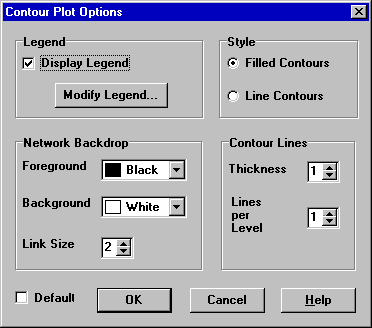 Contour Plot Options
Legend
Display Legend
Modify Legend...
Style
Filled Contours
Line Contours
Network Backdrop
Foreground
Black
Background
White
Link Size
2
Contour Lines
Thickness
1
Lines
per
Level
1
Default
OK
Cancel
Help